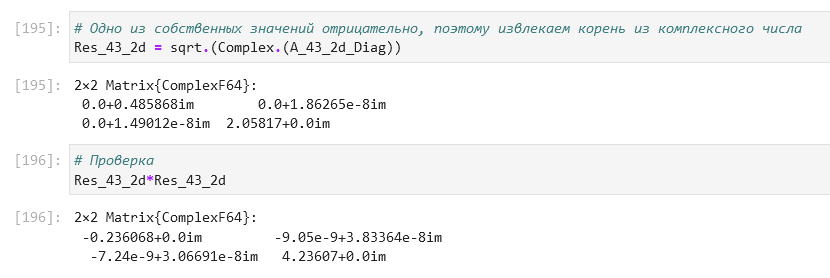 [195]: # Одно из собственных значений отрицательно, поэтому извлекаем корень из комплексного числа
Res_43_2d = sqrt.(Complex.(A_43_2d_Diag))
[195]: 2×2 Matrix{ComplexF64}:
0.0+0.485868im 0.0+1.86265e-8im
0.0+1.49012e-8im 2.05817+0.0im
[196]: # Проверка
Res_43_2d*Res_43_2d
[196]: 2×2 Matrix{ComplexF64}:
-0.236068+0.0im -9.05e-9+3.83364e-8im
-7.24e-9+3.06691e-8im 4.23607+0.0im